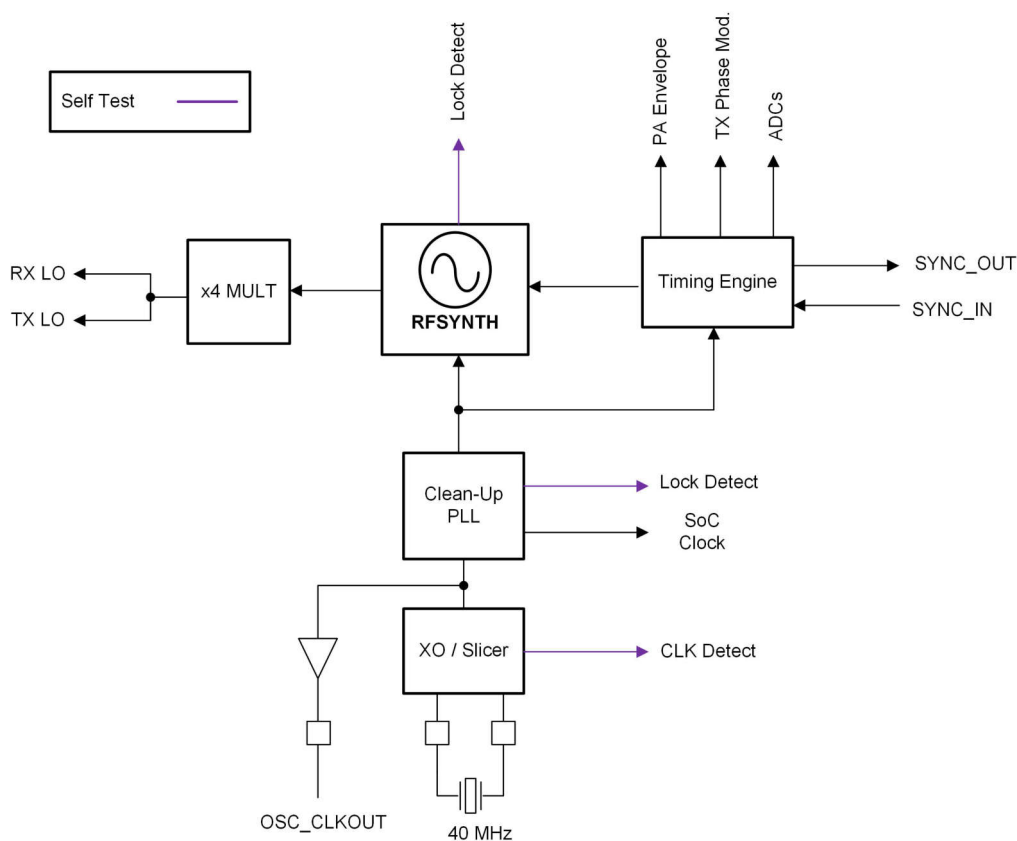 Self Test
Lock Detect
PA Envelope
TX Phase Mod.
ADCs
RX LO
TX LO
x4 MULT
RFSYNTH
Timing Engine
SYNC_OUT
SYNC_IN
Clean-Up
PLL
Lock Detect
SoC
Clock
XO / Slicer
CLK Detect
OSC_CLKOUT
40 MHz